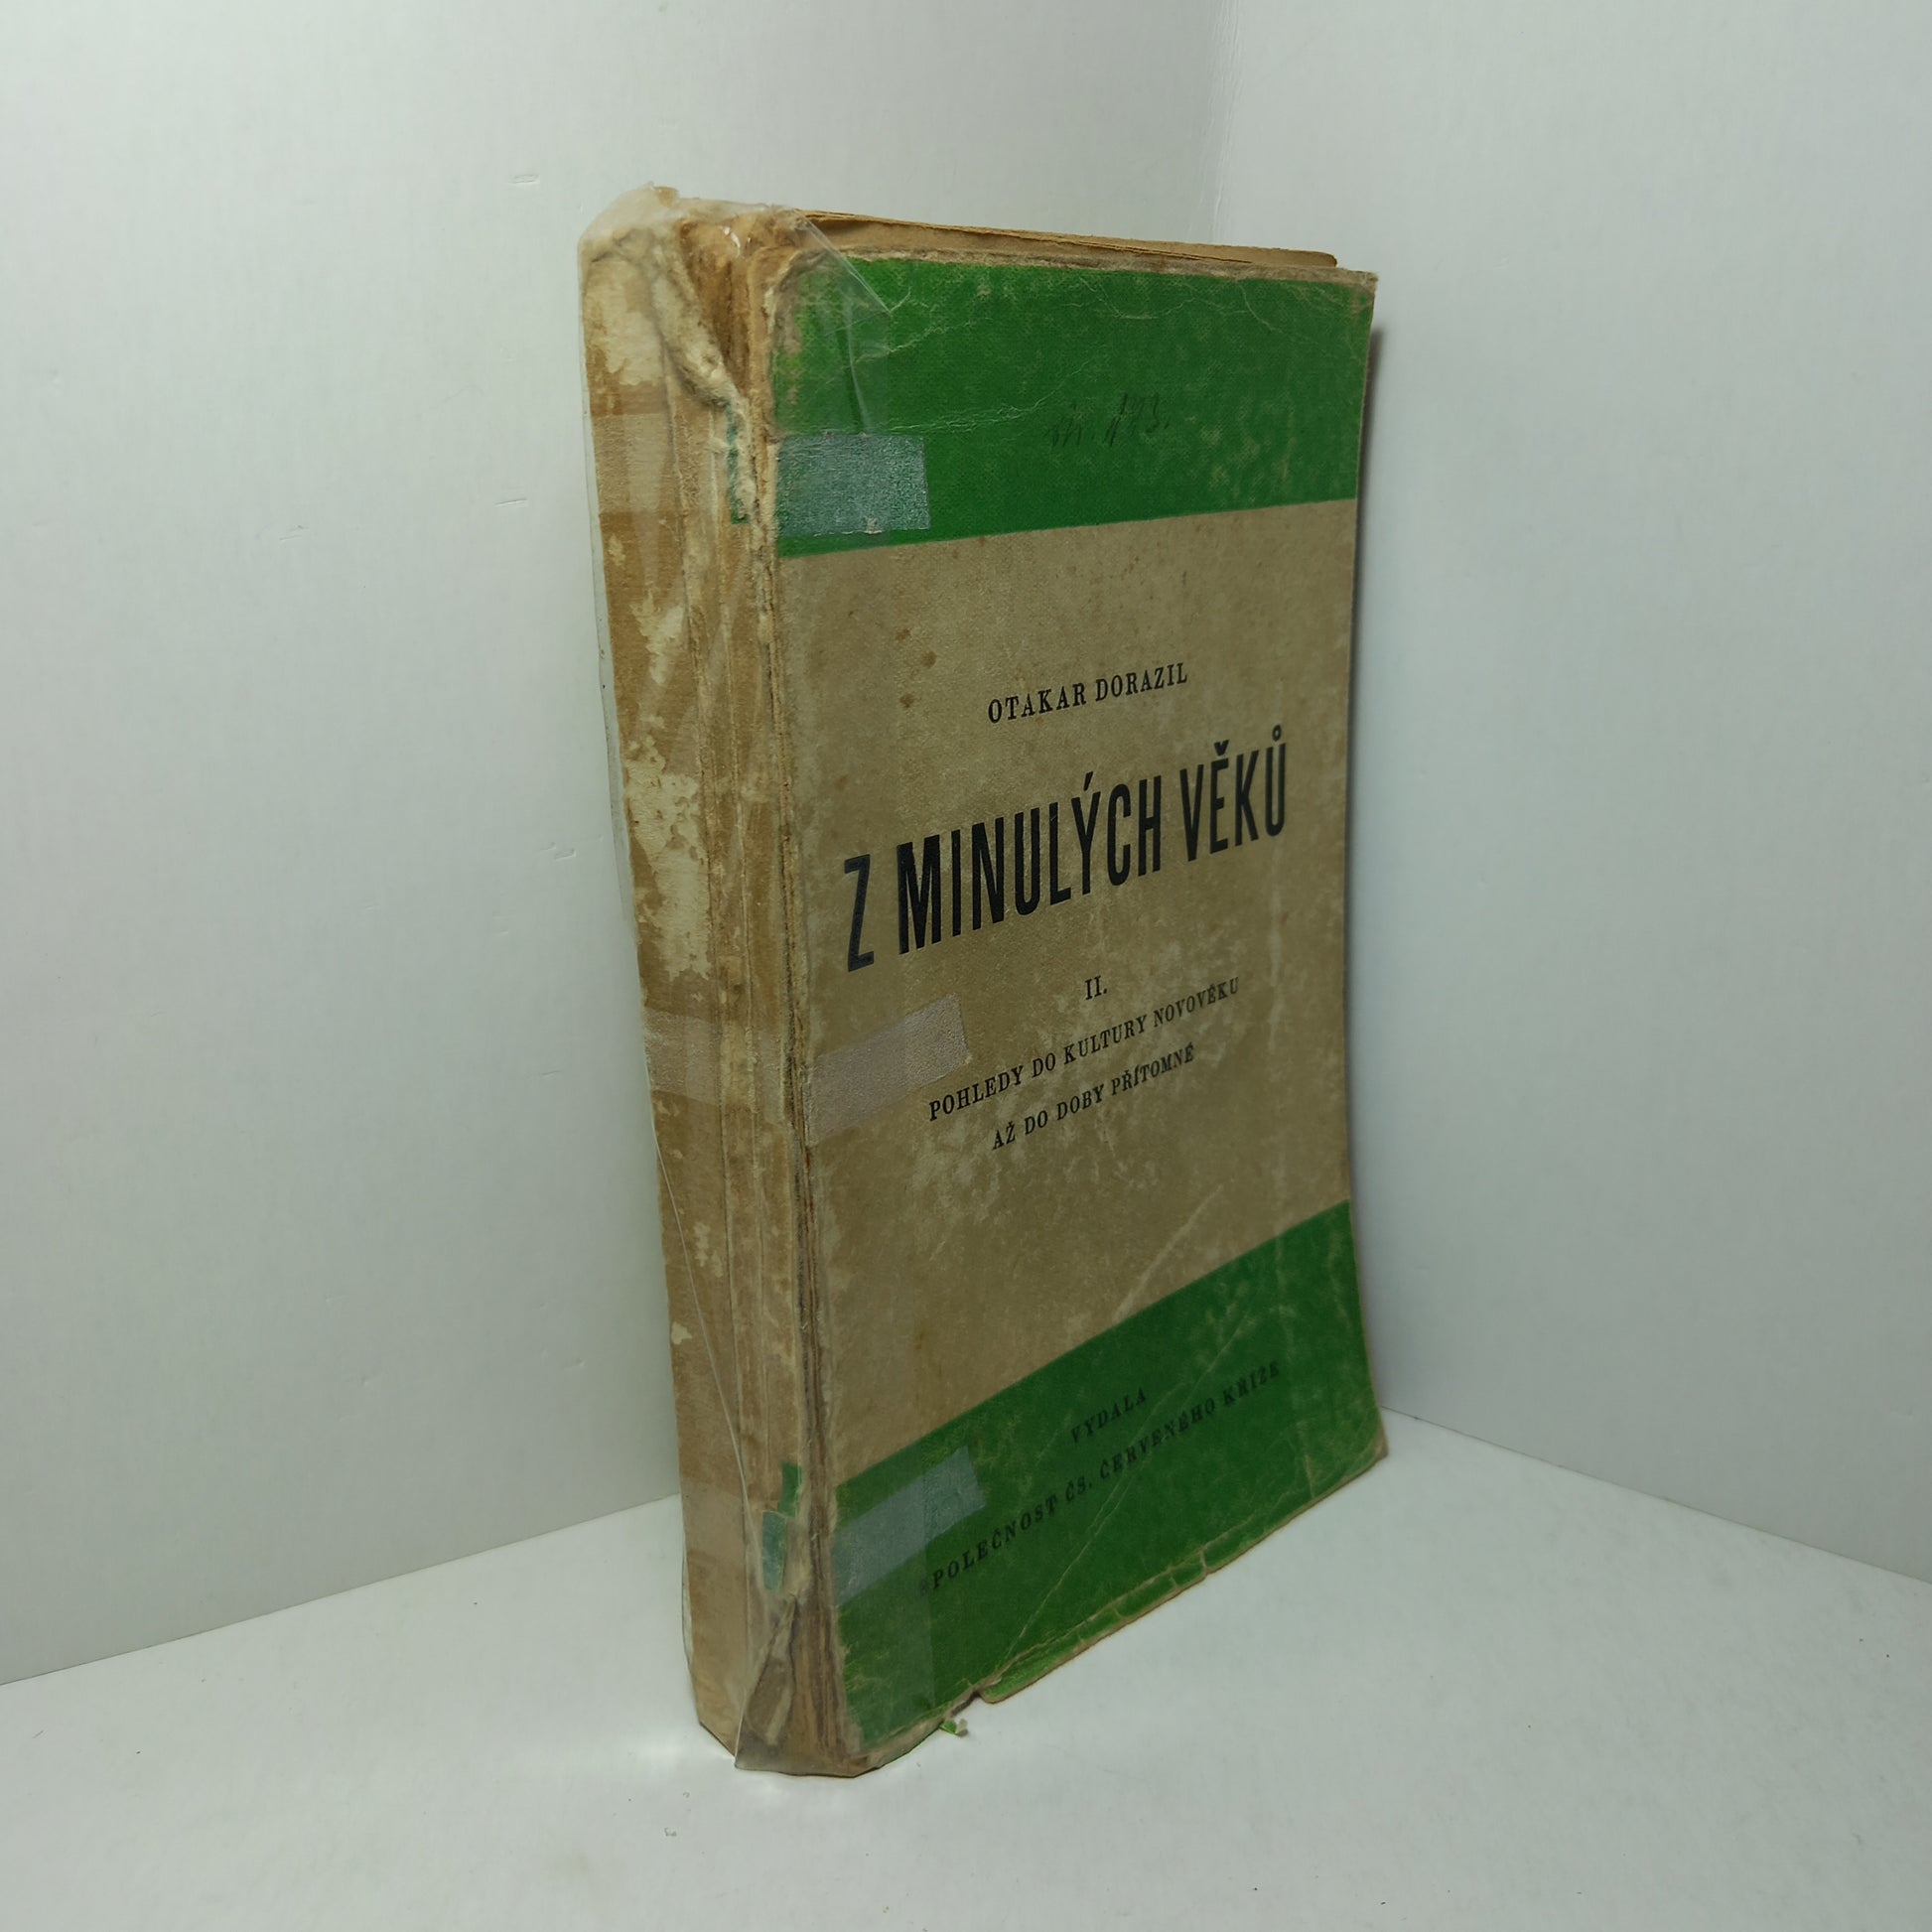 OTAKAR DORAZIL
Z MINULÝCH VĚKŮ
II.
POHLEDY DO KULTURY NOVOVĚKU
AŽ DO DOBY PŘÍTOMNÉ
VYDALA
SPOLEČNOST ČS. ČERVENÉHO KŘÍŽE